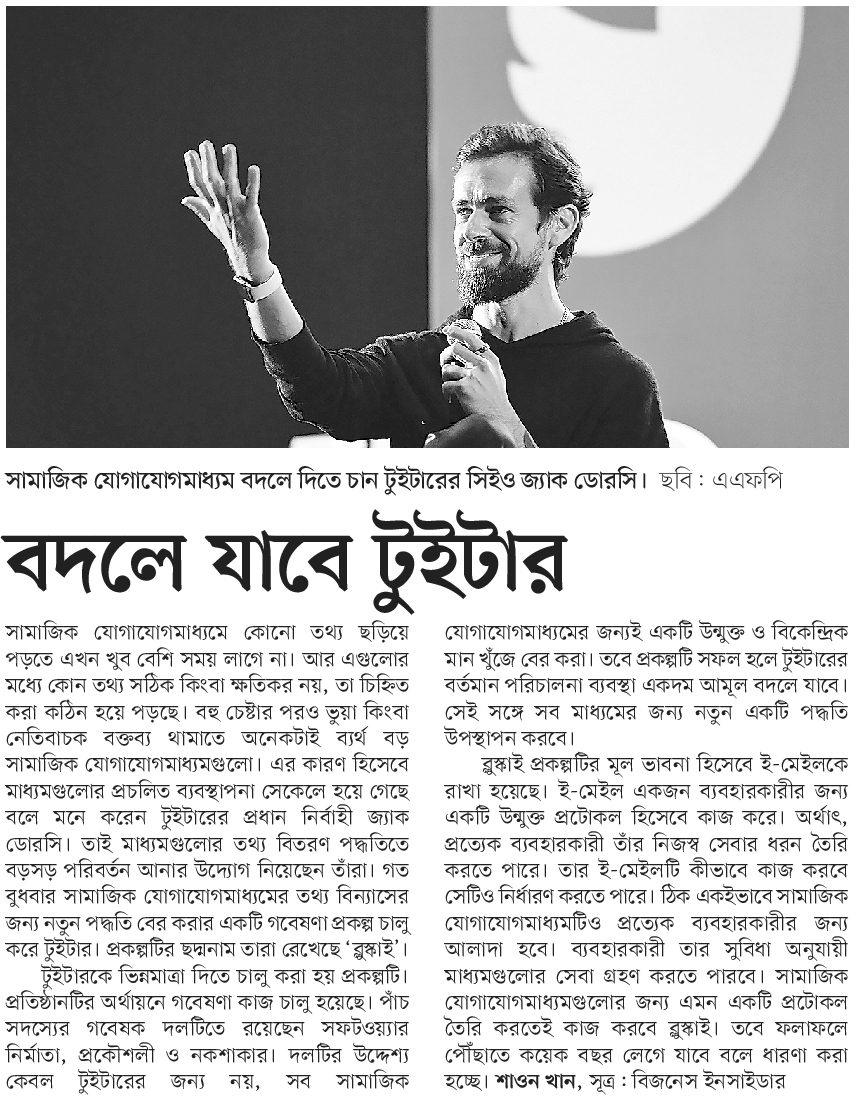 সামাজিক যোগাযোগমাধ্যম বদলে দিতে চান টুইটারের সিইও জ্যাক ডোরসি। ছবি : এএফপি
বদলে যাবে টুইটার
সামাজিক যোগাযোগমাধ্যমে কোনো তথ্য ছড়িয়ে
পড়তে এখন খুব বেশি সময় লাগে না। আর এগুলোর
মধ্যে কোন তথ্য সঠিক কিংবা ক্ষতিকর নয়, তা চিহ্নিত
করা কঠিন হয়ে পড়ছে। বহু চেষ্টার পরও ভুয়া কিংবা
নেতিবাচক বক্তব্য থামাতে অনেকটাই ব্যর্থ বড়
সামাজিক যোগাযোগমাধ্যমগুলো। এর কারণ হিসেবে
মাধ্যমগুলোর প্রচলিত ব্যবস্থাপনা সেকেলে হয়ে গেছে
বলে মনে করেন টুইটারের প্রধান নির্বাহী জ্যাক
ডোরসি। তাই মাধ্যমগুলোর তথ্য বিতরণ পদ্ধতিতে
বড়সড় পরিবর্তন আনার উদ্যোগ নিয়েছেন তাঁরা। গত
বুধবার সামাজিক যোগাযোগমাধ্যমের তথ্য বিন্যাসের
জন্য নতুন পদ্ধতি বের করার একটি গবেষণা প্রকল্প চালু
করে টুইটার। প্রকল্পটির ছদ্মনাম তারা রেখেছে ‘ব্লুস্কাই’।
টুইটারকে ভিন্নমাত্রা দিতে চালু করা হয় প্রকল্পটি।
প্রতিষ্ঠানটির অর্থায়নে গবেষণা কাজ চালু হয়েছে। পাঁচ
সদস্যের গবেষক দলটিতে রয়েছেন সফটওয়্যার
নির্মাতা, প্রকৌশলী ও নকশাকার। দলটির উদ্দেশ্য
কেবল টুইটারের জন্য নয়, সব সামাজিক
যোগাযোগমাধ্যমের জন্যই একটি উন্মুক্ত ও বিকেন্দ্রিক
মান খুঁজে বের করা। তবে প্রকল্পটি সফল হলে টুইটারের
বর্তমান পরিচালনা ব্যবস্থা একদম আমূল বদলে যাবে।
সেই সঙ্গে সব মাধ্যমের জন্য নতুন একটি পদ্ধতি
উপস্থাপন করবে।
ব্লুস্কাই প্রকল্পটির মূল ভাবনা হিসেবে ই-মেইলকে
রাখা হয়েছে। ই-মেইল একজন ব্যবহারকারীর জন্য
একটি উন্মুক্ত প্রটোকল হিসেবে কাজ করে। অর্থাৎ,
প্রত্যেক ব্যবহারকারী তাঁর নিজস্ব সেবার ধরন তৈরি
করতে পারে। তার ই-মেইলটি কীভাবে কাজ করবে
সেটিও নির্ধারণ করতে পারে। ঠিক একইভাবে সামাজিক
যোগাযোগমাধ্যমটিও প্রত্যেক ব্যবহারকারীর জন্য
আলাদা হবে। ব্যবহারকারী তার সুবিধা অনুযায়ী
মাধ্যমগুলোর সেবা গ্রহণ করতে পারবে। সামাজিক
যোগাযোগমাধ্যমগুলোর জন্য এমন একটি প্রটোকল
তৈরি করতেই কাজ করবে ব্লুস্কাই। তবে ফলাফলে
পৌঁছাতে কয়েক বছর লেগে যাবে বলে ধারণা করা
হচ্ছে। শাওন খান, সূত্র : বিজনেস ইনসাইডার